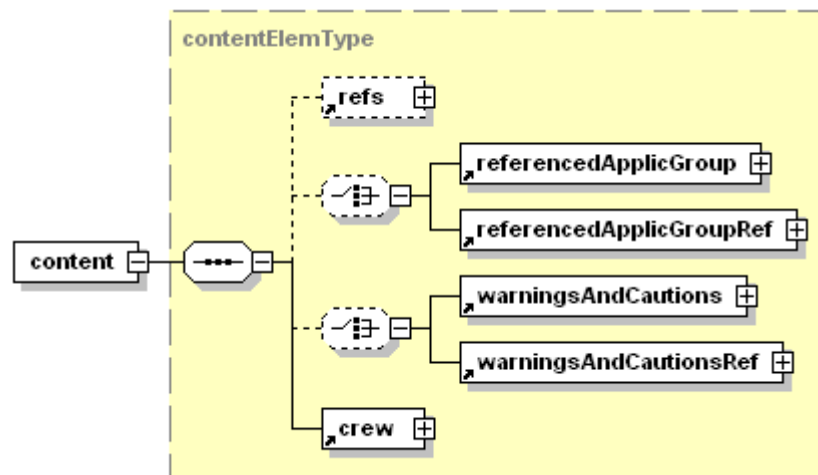 contentElemType
refs
referencedApplicGroup
referencedApplicGroupRef
content
warningsAndCautions
warningsAndCautionsRef
crew